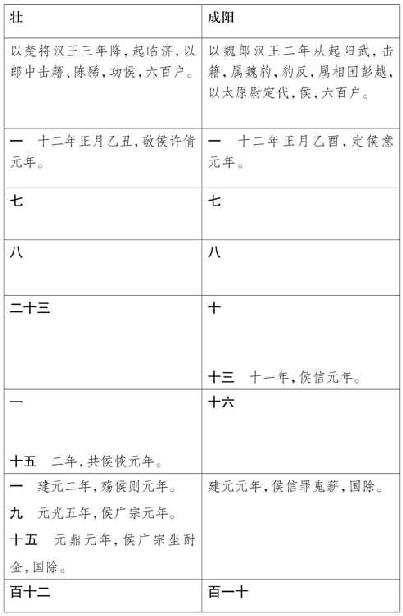 壮
成阳
以楚将汉王三年降,起临济,以
郎中击籍、陈豨,功侯,六百户。
以魏郎汉王二年从起阳武,击
籍,属魏豹,豹反,属相国彭越,
以太原尉定代,侯,六百户。
一 十二年正月乙丑,敬侯许倩
元年。
一 十二年正月乙酉,定侯意
元年。
七
七
八
八
二十三
十
十三 十一年,侯信元年。
一
十五 二年,共侯恢元年。
十六
一 建元二年,殇侯则元年。
九 元光五年,侯广宗元年。
十五 元鼎元年,侯广宗坐酎
金,国除。
建元元年,侯信罪鬼薪,国除。
百十二
百一十